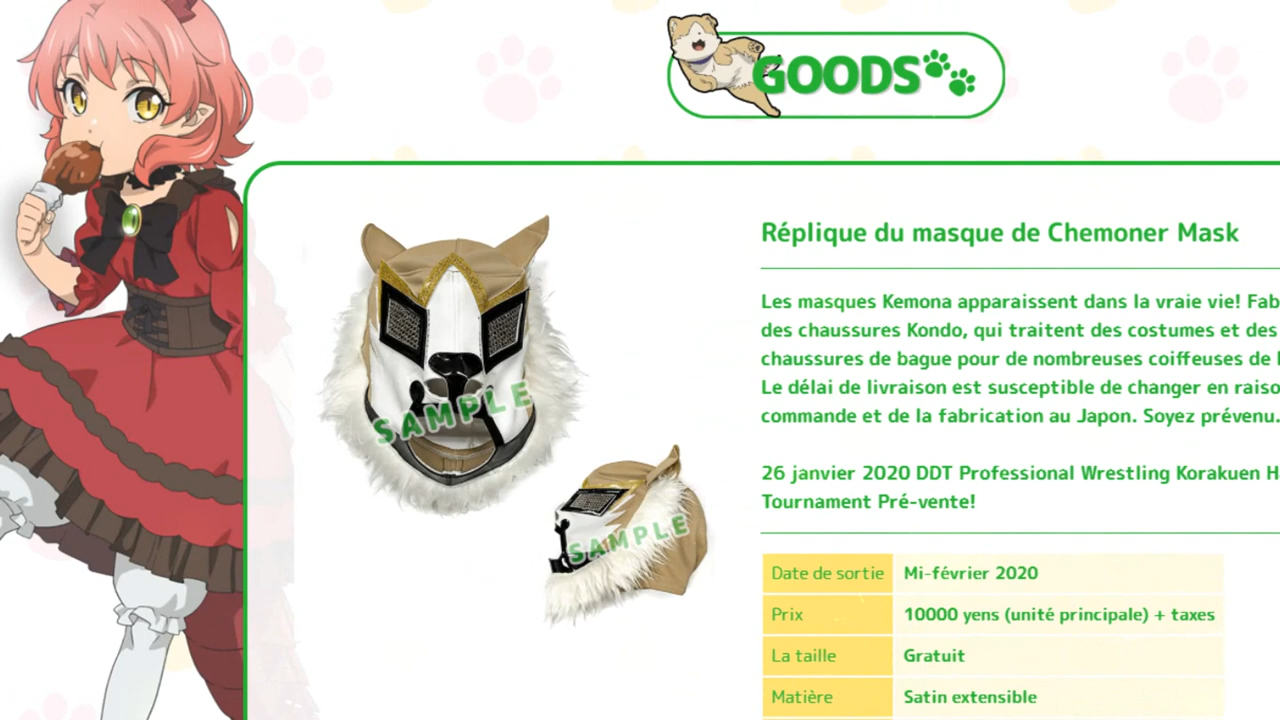 GOODS
Réplique du masque de Chemoner Mask
Les masques Kemona apparaissent dans la vraie vie! Fab
des chaussures Kondo, qui traitent des costumes et des
chaussures de bague pour de nombreuses coiffeuses de l
Le délai de livraison est susceptible de changer en raiso
commande et de la fabrication au Japon. Soyez prévenu.
26 janvier 2020 DDT Professional Wrestling Korakuen H
Tournament Pré-vente!
Date de sortie Mi-février 2020
Prix 10000 yens (unité principale) + taxes
La taille Gratuit
Matière Satin extensible
SAMPLE
SAMPLE